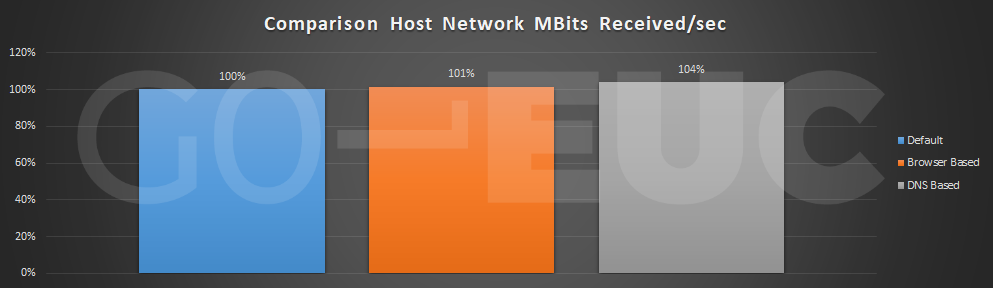 Comparison Host Network MBits Received/sec
120%
100%
80%
60%
40%
20%
0%
100%
101%
104%
GO-EUC
Default
Browser Based
DNS Based